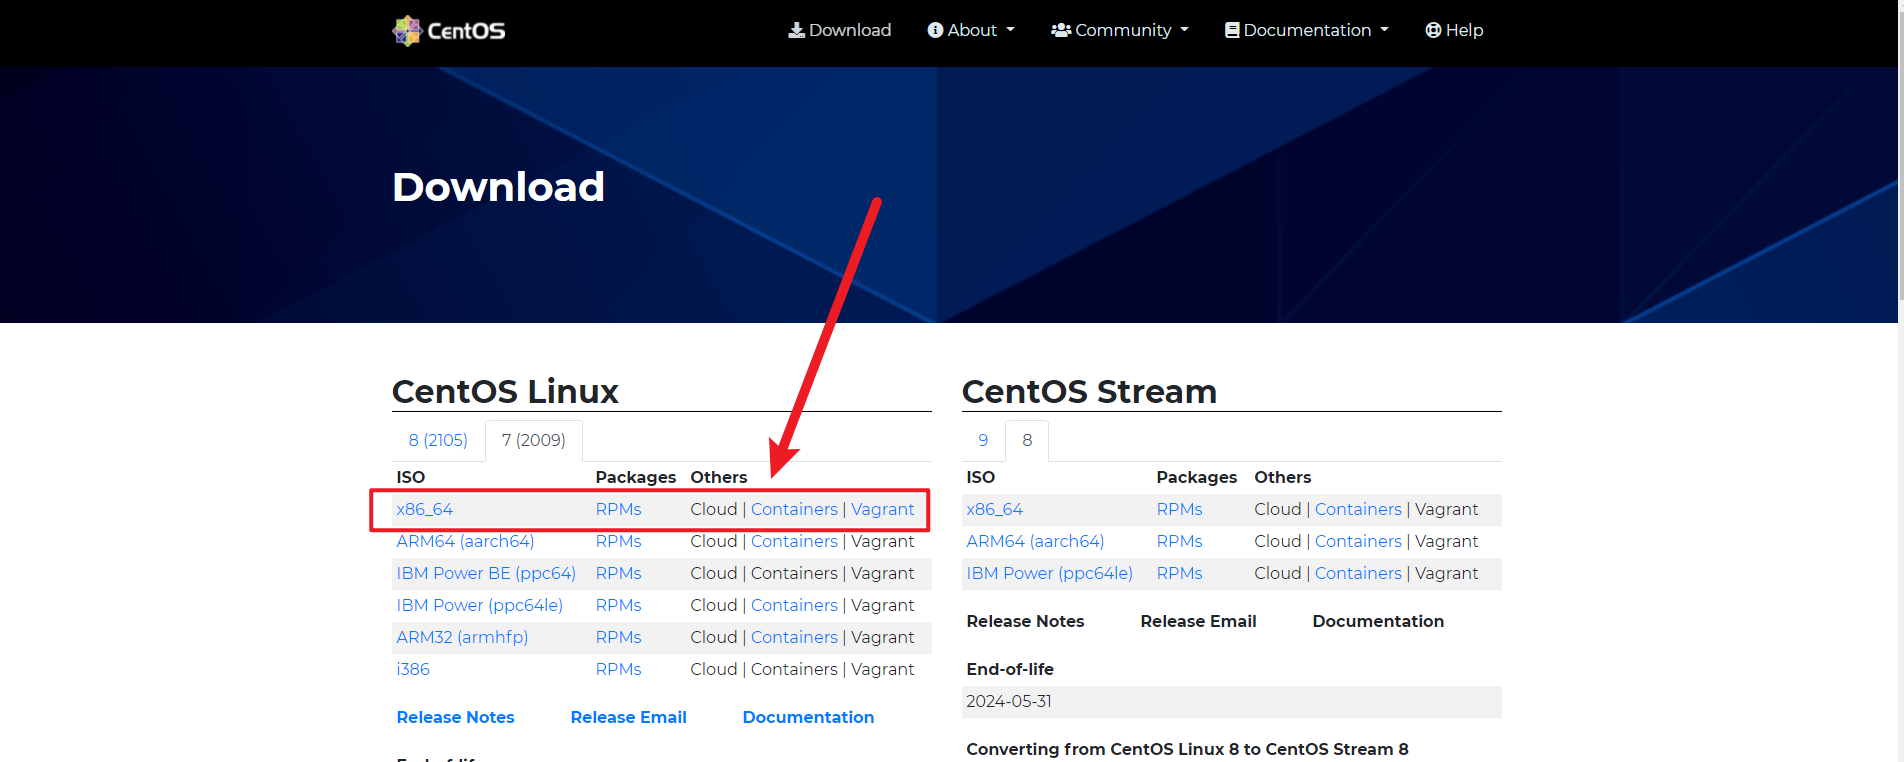 CentOS Download About Community Documentation Help
Download
CentOS Linux
8 (2105) 7 (2009)
ISO Packages Others
x86_64 RPMs Cloud | Containers | Vagrant
ARM64 (aarch64) RPMs Cloud | Containers | Vagrant
IBM Power BE (ppc64) RPMs Cloud | Containers | Vagrant
IBM Power (ppc64le) RPMs Cloud | Containers | Vagrant
ARM32 (armhfp) RPMs Cloud | Containers | Vagrant
i386 RPMs Cloud | Containers | Vagrant
Release Notes Release Email Documentation
CentOS Stream
9 8
ISO Packages Others
x86_64 RPMs Cloud | Containers | Vagrant
ARM64 (aarch64) RPMs Cloud | Containers | Vagrant
IBM Power (ppc64le) RPMs Cloud | Containers | Vagrant
Release Notes Release Email Documentation
End-of-life
2024-05-31
Converting from CentOS Linux 8 to CentOS Stream 8